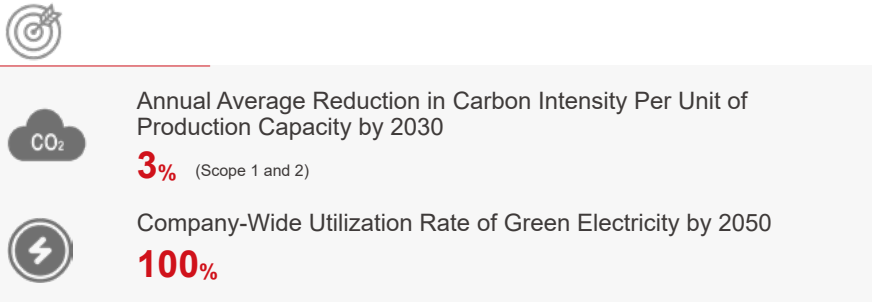 Annual Average Reduction in Carbon Intensity Per Unit of
Production Capacity by 2030
CO₂
3% (Scope 1 and 2)
Company-Wide Utilization Rate of Green Electricity by 2050
100%